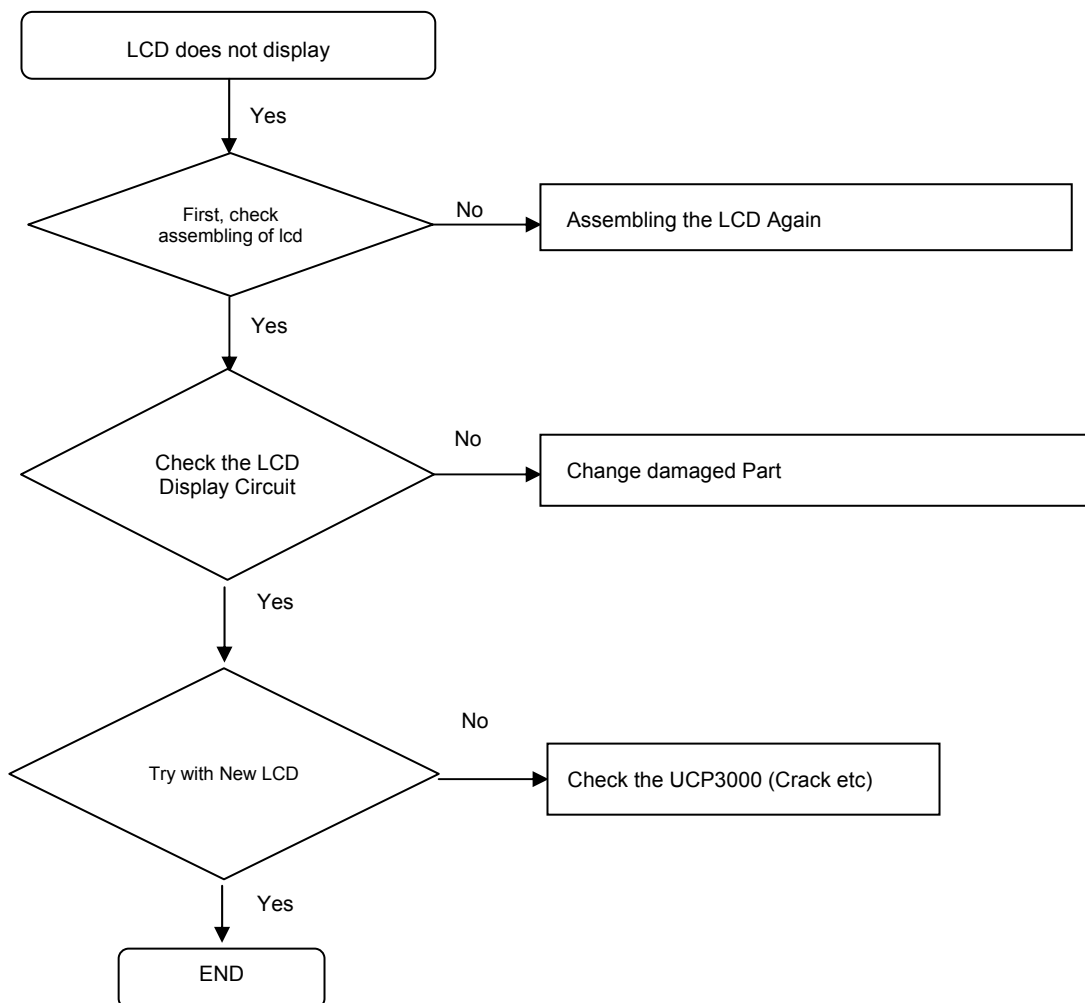 LCD does not display
Yes
First, check
assembling of lcd
No
Assembling the LCD Again
Yes
Check the LCD
Display Circuit
No
Change damaged Part
Yes
Try with New LCD
No
Check the UCP3000 (Crack etc)
Yes
END